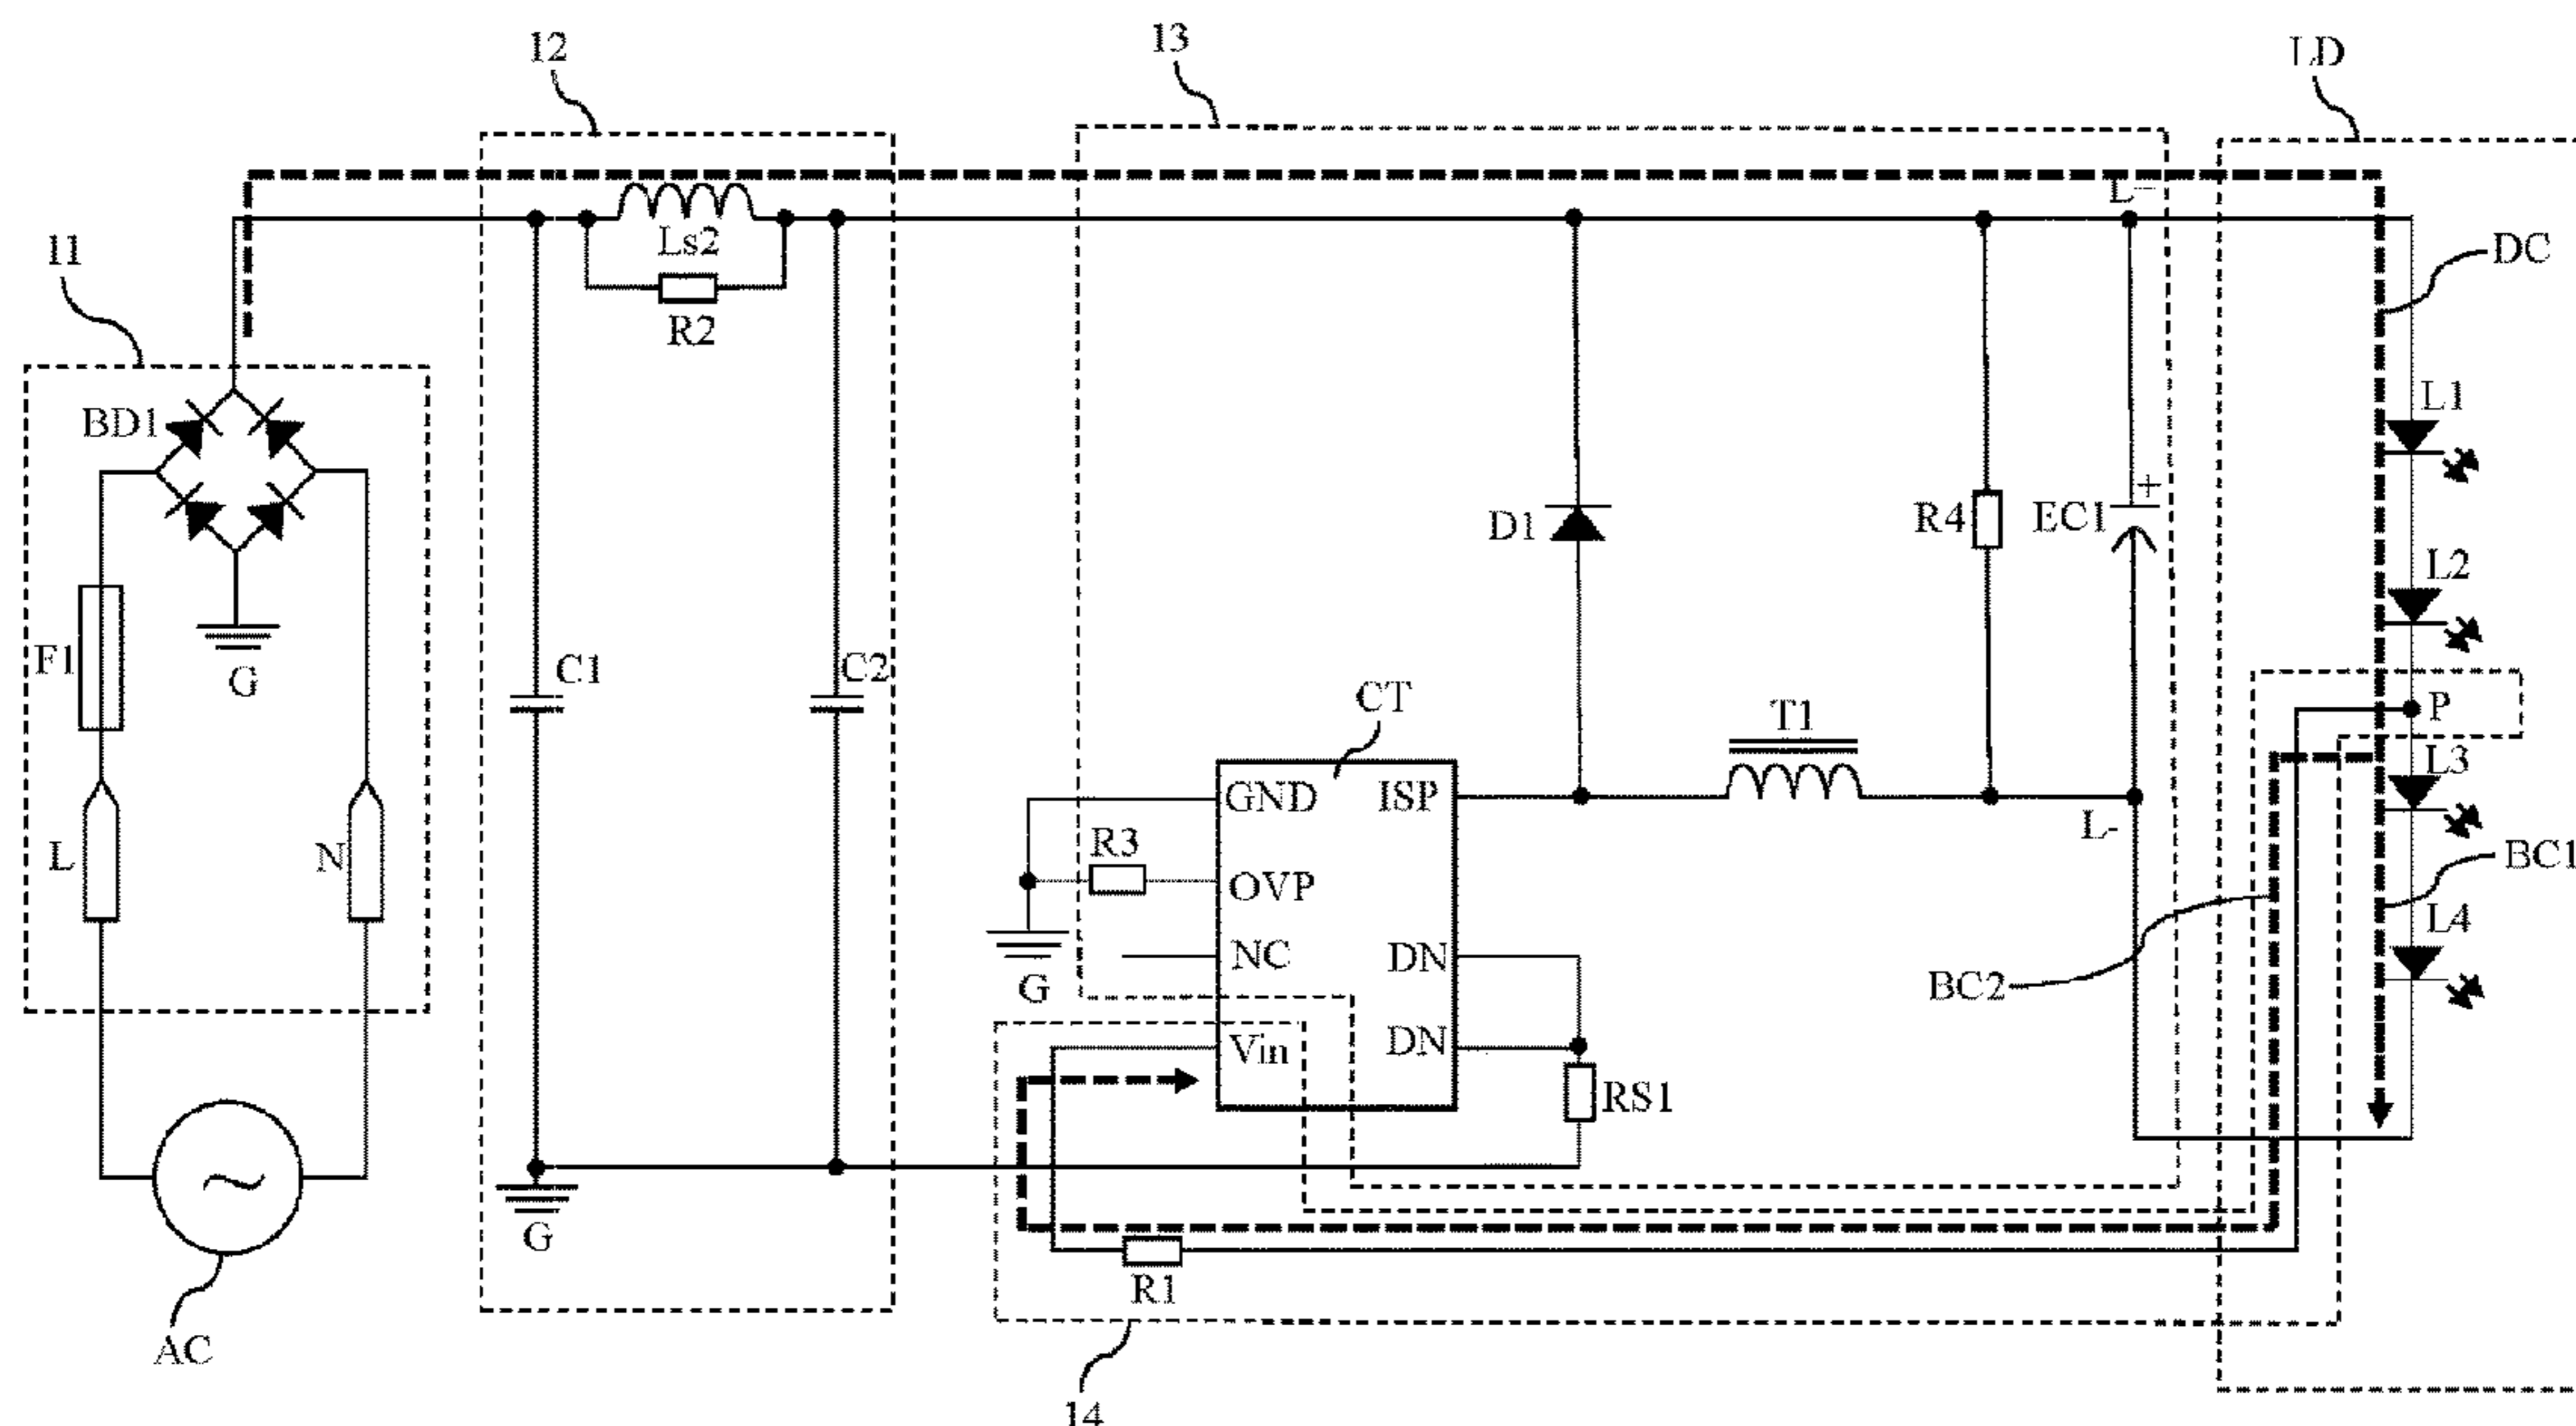 12
13
LD
11
L-
DC
Ls2
R2
BD1
L1
D1
R4
EC1
+
L2
F1
G
C1
C2
CT
T1
P
L3
GND
ISP
L
N
R3
L-
OVP
BC1
L4
NC
DN
G
BC2
Vin
DN
RS1
G
R1
AC
14